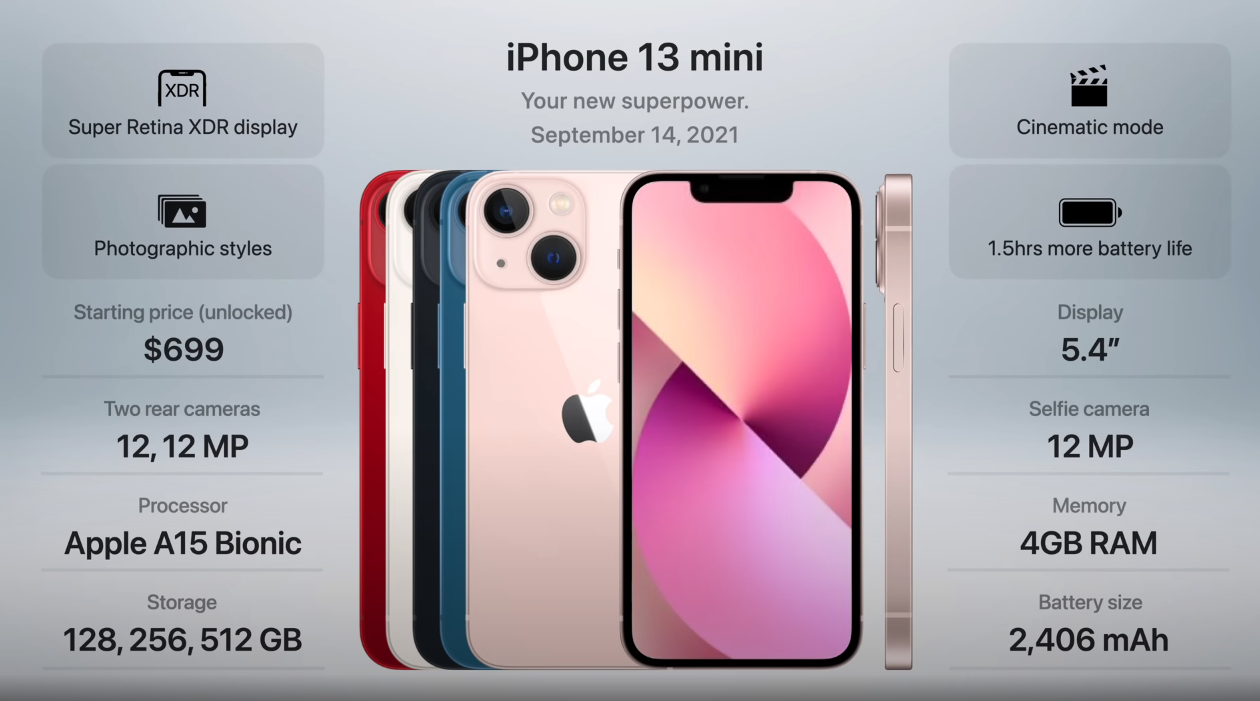 iPhone 13 mini
Your new superpower.
September 14, 2021
XDR
Super Retina XDR display
Photographic styles
Starting price (unlocked)
$699
Two rear cameras
12, 12 MP
Processor
Apple A15 Bionic
Storage
128, 256, 512 GB
Cinematic mode
1.5hrs more battery life
Display
5.4″
Selfie camera
12 MP
Memory
4GB RAM
Battery size
2,406 mAh